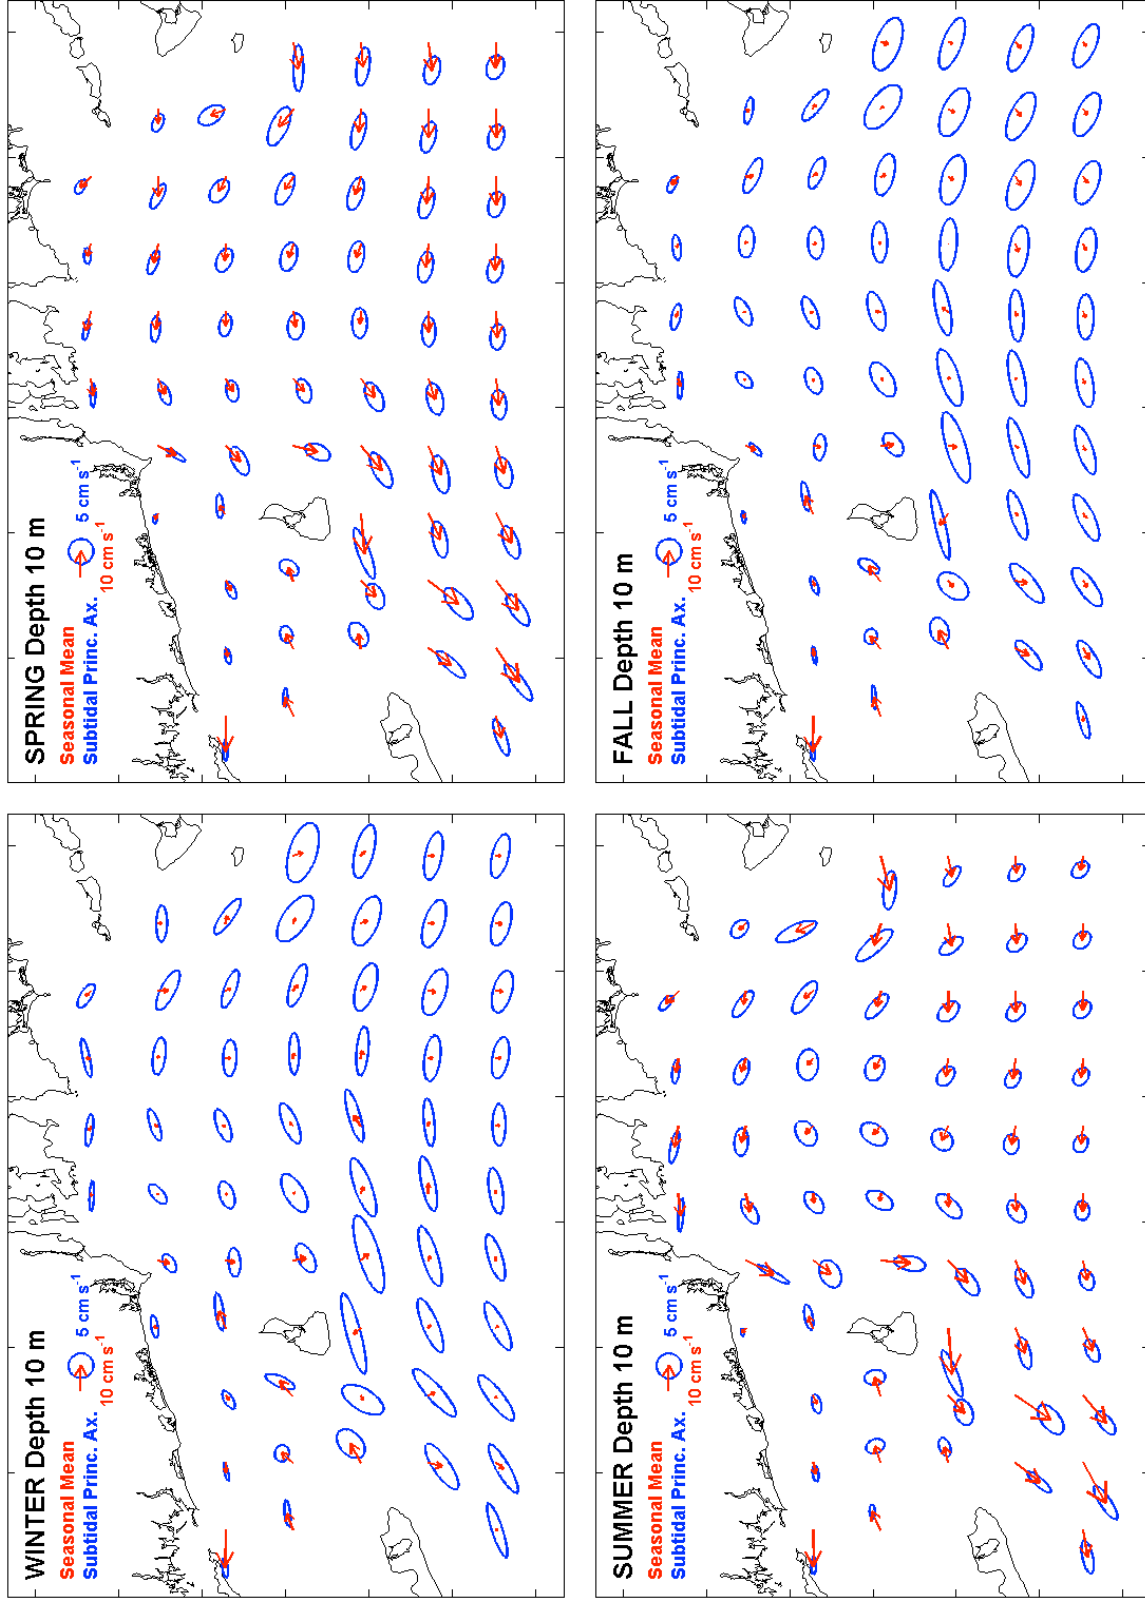 SPRING Depth 10 m
Seasonal Mean
Subtidal Princ. Ax.
10 cm s⁻¹
5 cm s⁻¹
FALL Depth 10 m
Seasonal Mean
Subtidal Princ. Ax.
10 cm s⁻¹
5 cm s⁻¹
WINTER Depth 10 m
Seasonal Mean
Subtidal Princ. Ax.
10 cm s⁻¹
5 cm s⁻¹
SUMMER Depth 10 m
Seasonal Mean
Subtidal Princ. Ax.
10 cm s⁻¹
5 cm s⁻¹